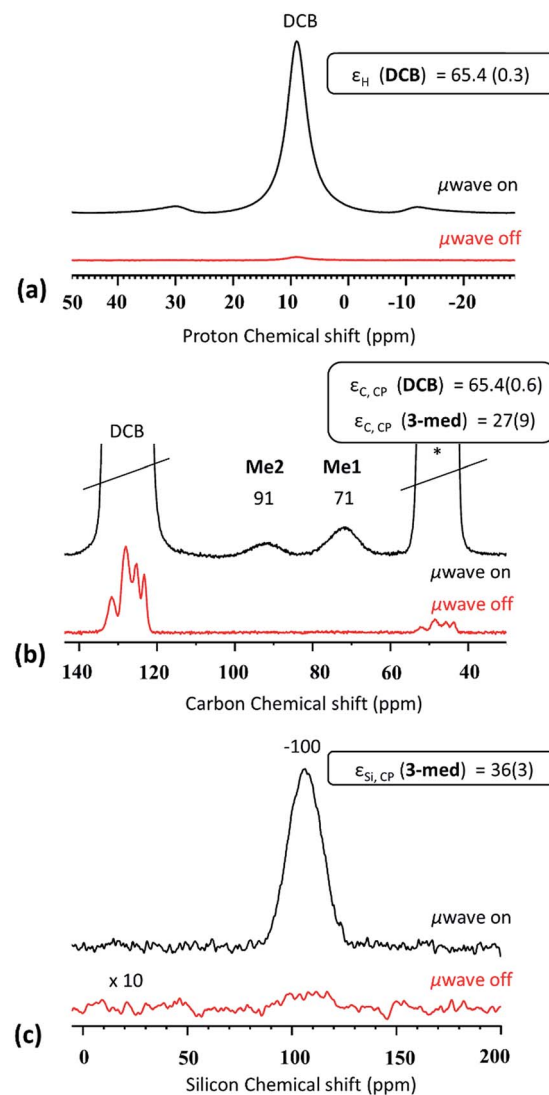 DCB
εH (DCB) = 65.4 (0.3)
μwave on
μwave off
(a)
50 40 30 20 10 0 -10 -20
Proton Chemical shift (ppm)
εC, CP (DCB) = 65.4(0.6)
εC, CP (3-med) = 27(9)
DCB
*
Me2 Me1
91 71
μwave on
μwave off
(b)
140 120 100 80 60 40
Carbon Chemical shift (ppm)
-100
εSi, CP (3-med) = 36(3)
μwave on
x 10
μwave off
(c)
0 50 100 150 200
Silicon Chemical shift (ppm)